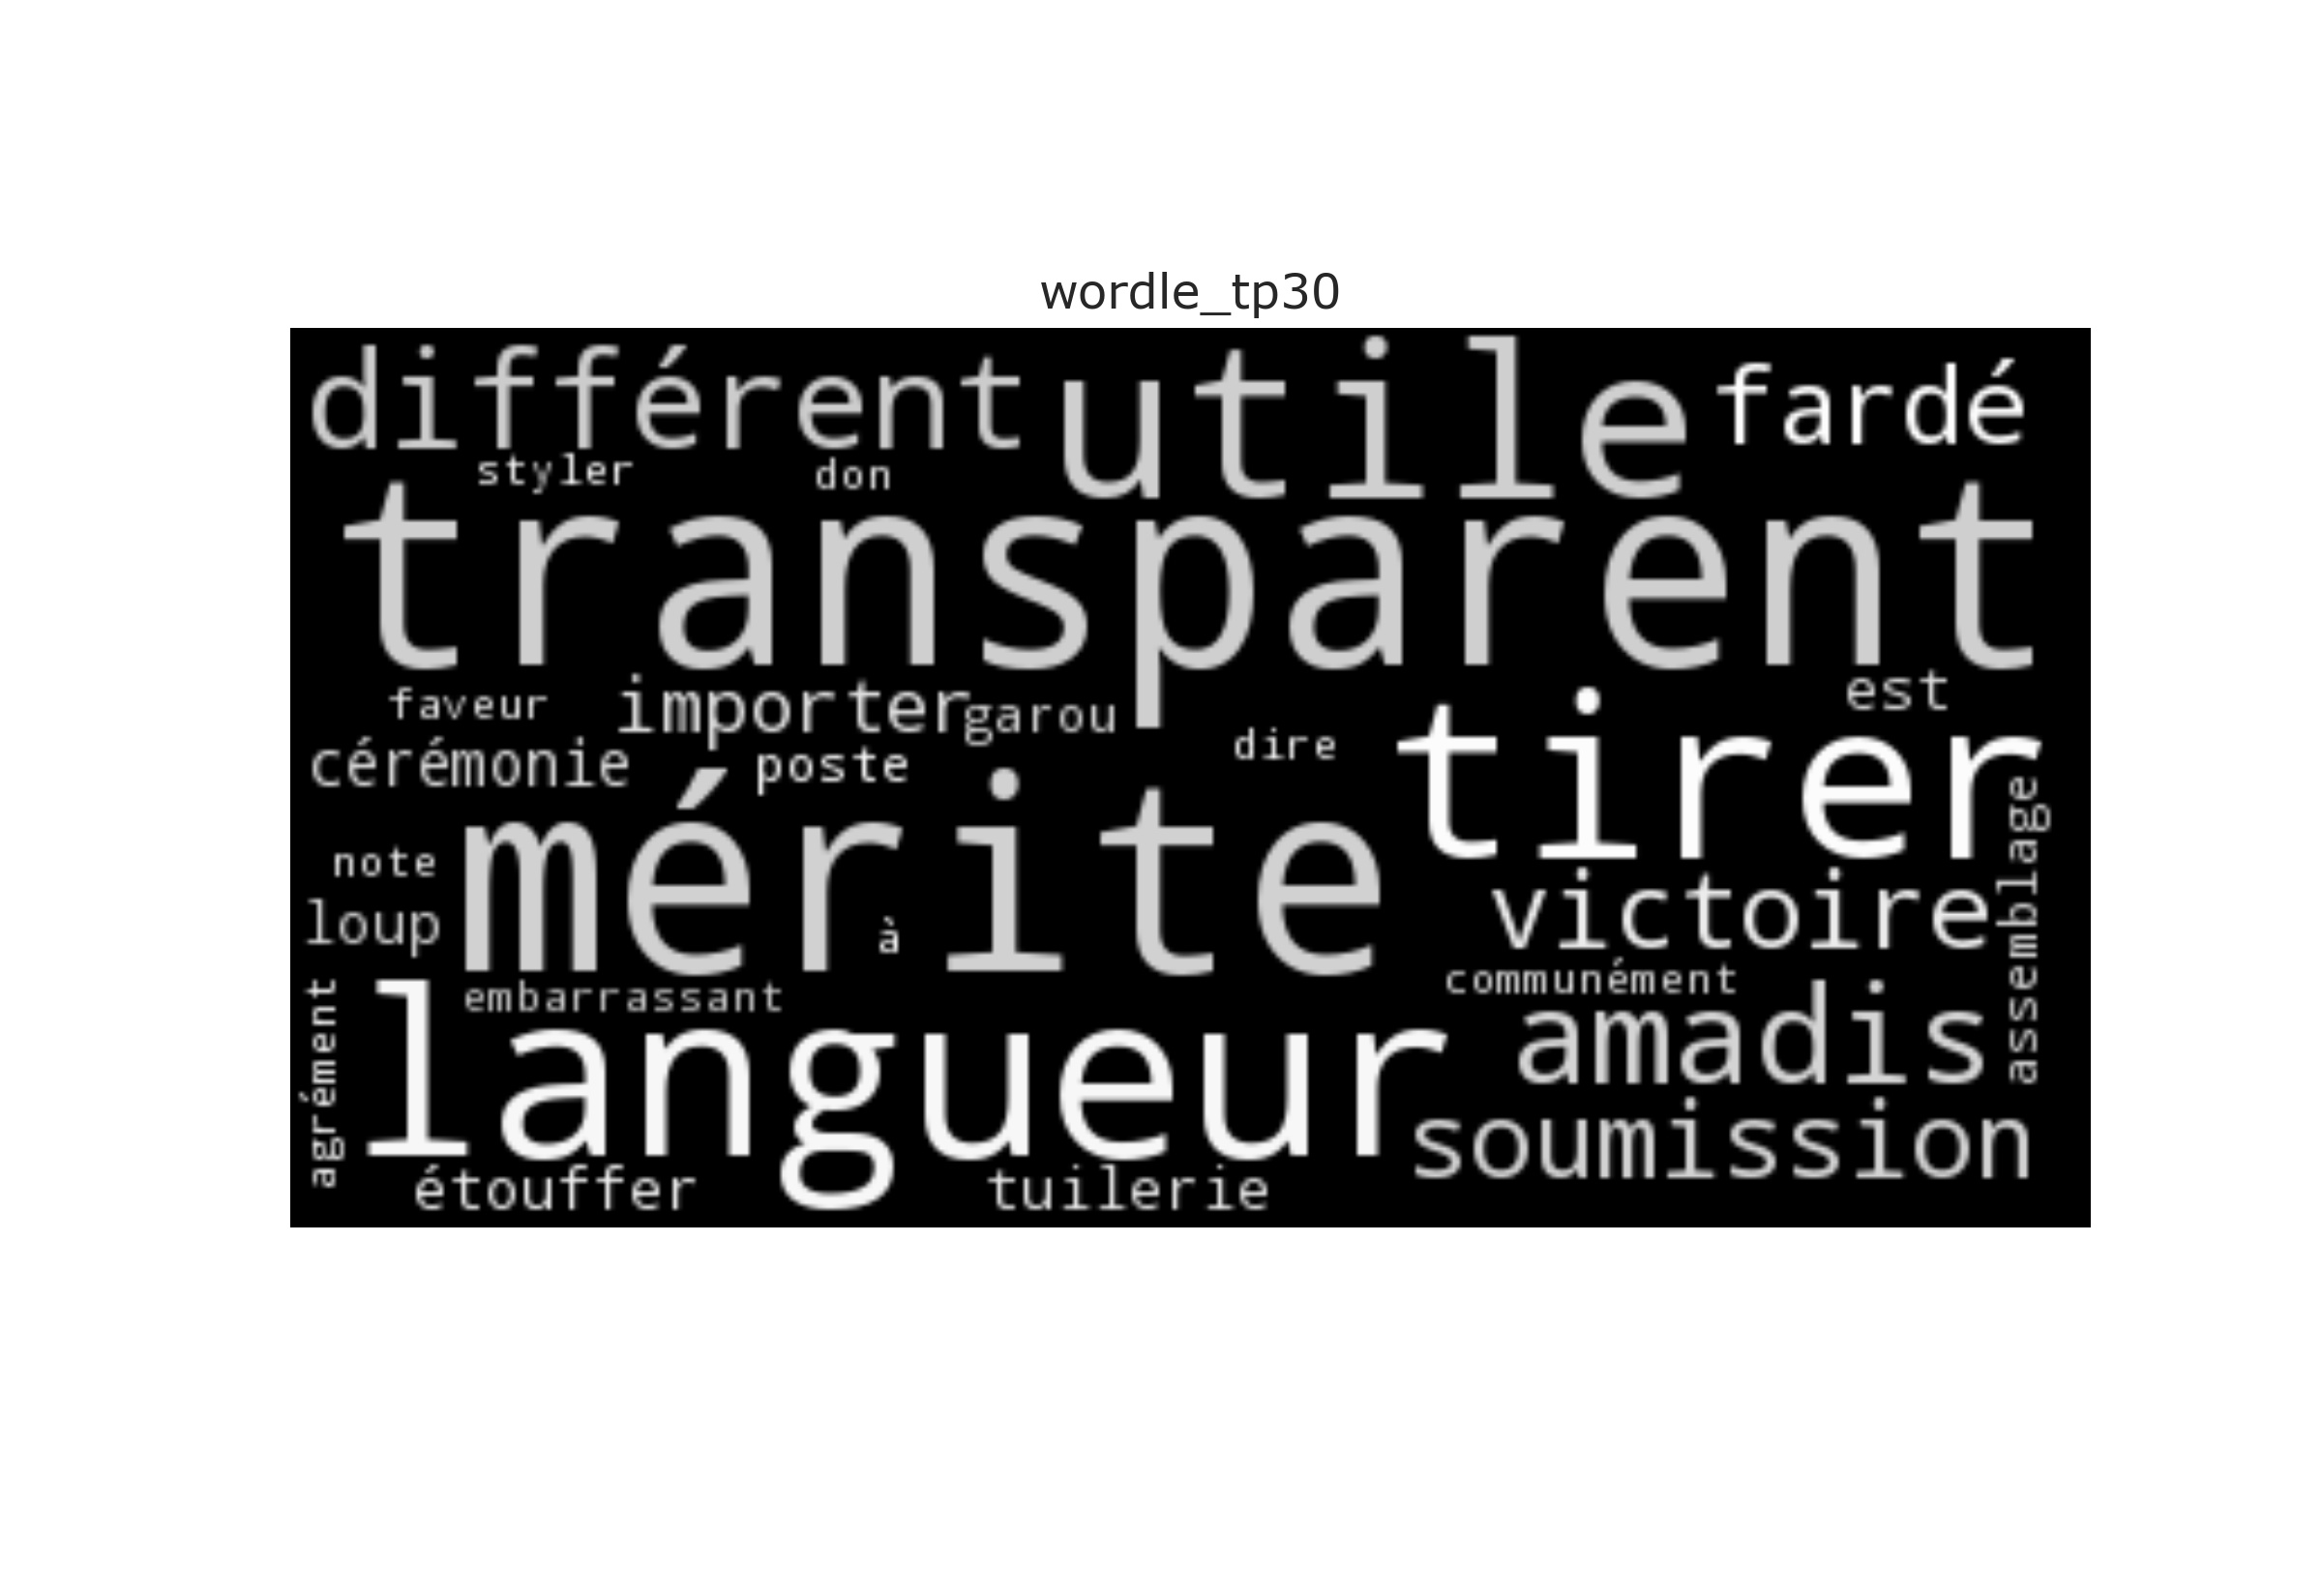 wordle_tp30
différent utile fardé
styler don
transparent
faveur importer garou est
cérémonie poste dire tirer
note mérite victoire assemblage
loup à
embarrassant communément
agrément langueur amadis
soumission
étouffer tuilerie